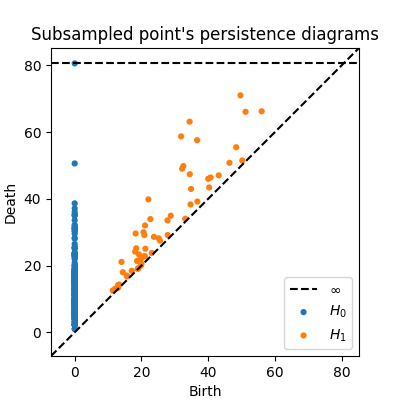 Subsampled point's persistence diagrams
Death
80
60
40
20
0
0 20 40 60 80
Birth
∞
H₀
H₁